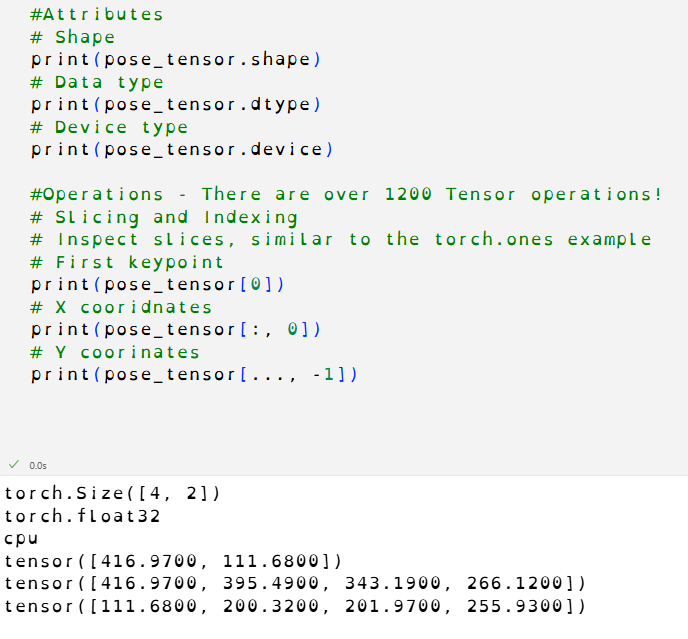 #Attributes
# Shape
print(pose_tensor.shape)
# Data type
print(pose_tensor.dtype)
# Device type
print(pose_tensor.device)
#Operations - There are over 1200 Tensor operations!
# Slicing and Indexing
# Inspect slices, similar to the torch.ones example
# First keypoint
print(pose_tensor[0])
# X cooridnates
print(pose_tensor[:, 0])
# Y coorinates
print(pose_tensor[..., -1])
✓ 0.0s
torch.Size([4, 2])
torch.float32
cpu
tensor([416.9700, 111.6800])
tensor([416.9700, 395.4900, 343.1900, 266.1200])
tensor([111.6800, 200.3200, 201.9700, 255.9300])